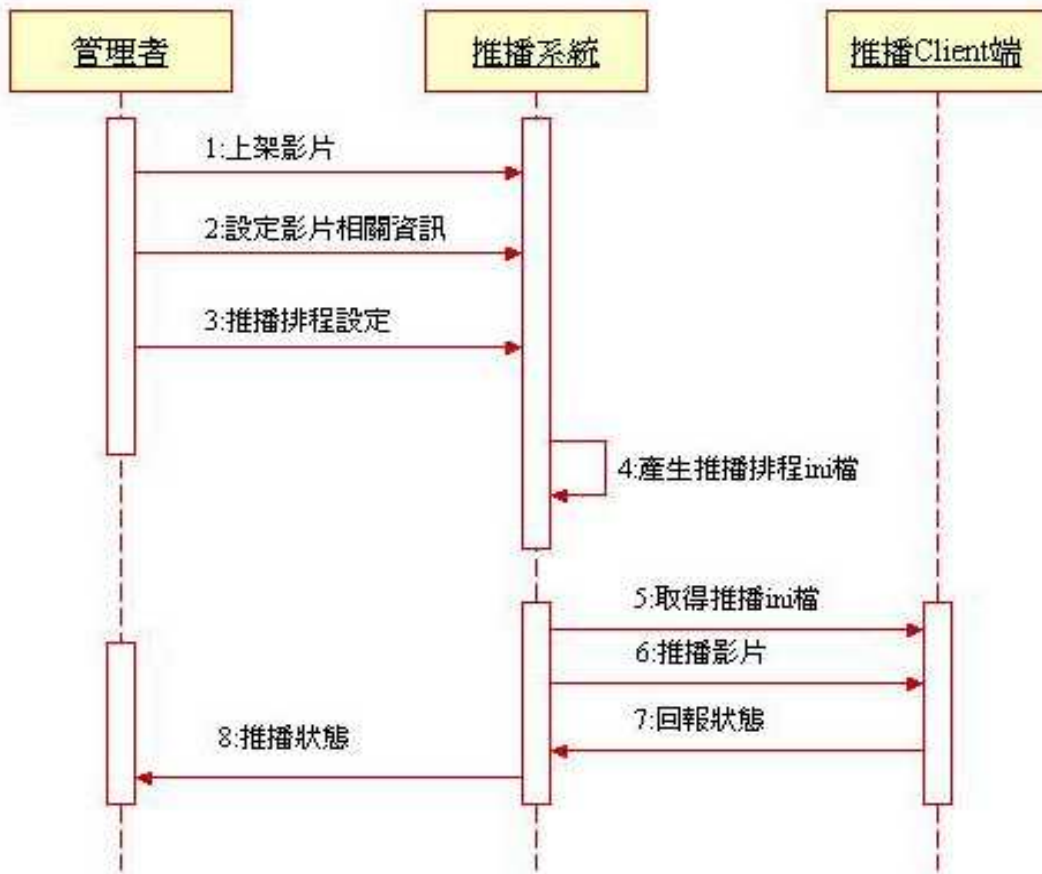 管理者
推播系統
推播Client端
1:上架影片
2:設定影片相關資訊
3:推播排程設定
4:產生推播排程ini檔
5:取得推播ini檔
6:推播影片
7:回報狀態
8:推播狀態